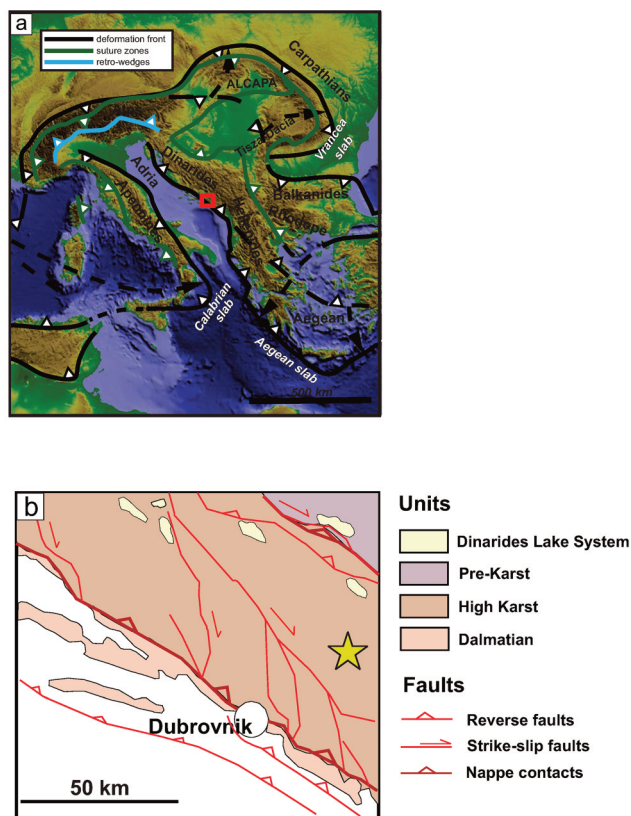 a
deformation front
suture zones
retro-wedges
Carpathians
ALCAPA
Tisza
Dacia
Vrancea
slab
Dinarides
Adria
Balkanides
Rhodope
Apennines
Hellenides
Calabrian
slab
Aegean
Aegean slab
500 km
b
Dubrovnik
50 km
Units
Dinarides Lake System
Pre-Karst
High Karst
Dalmatian
Faults
Reverse faults
Strike-slip faults
Nappe contacts